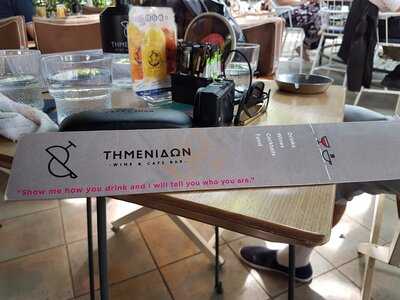 ΤΗΜΕΝΙΔΩΝ
WINE & CAFE BAR
"Show me how you drink and i will tell you who you are."
Drinks
Wines
Cocktails
Food